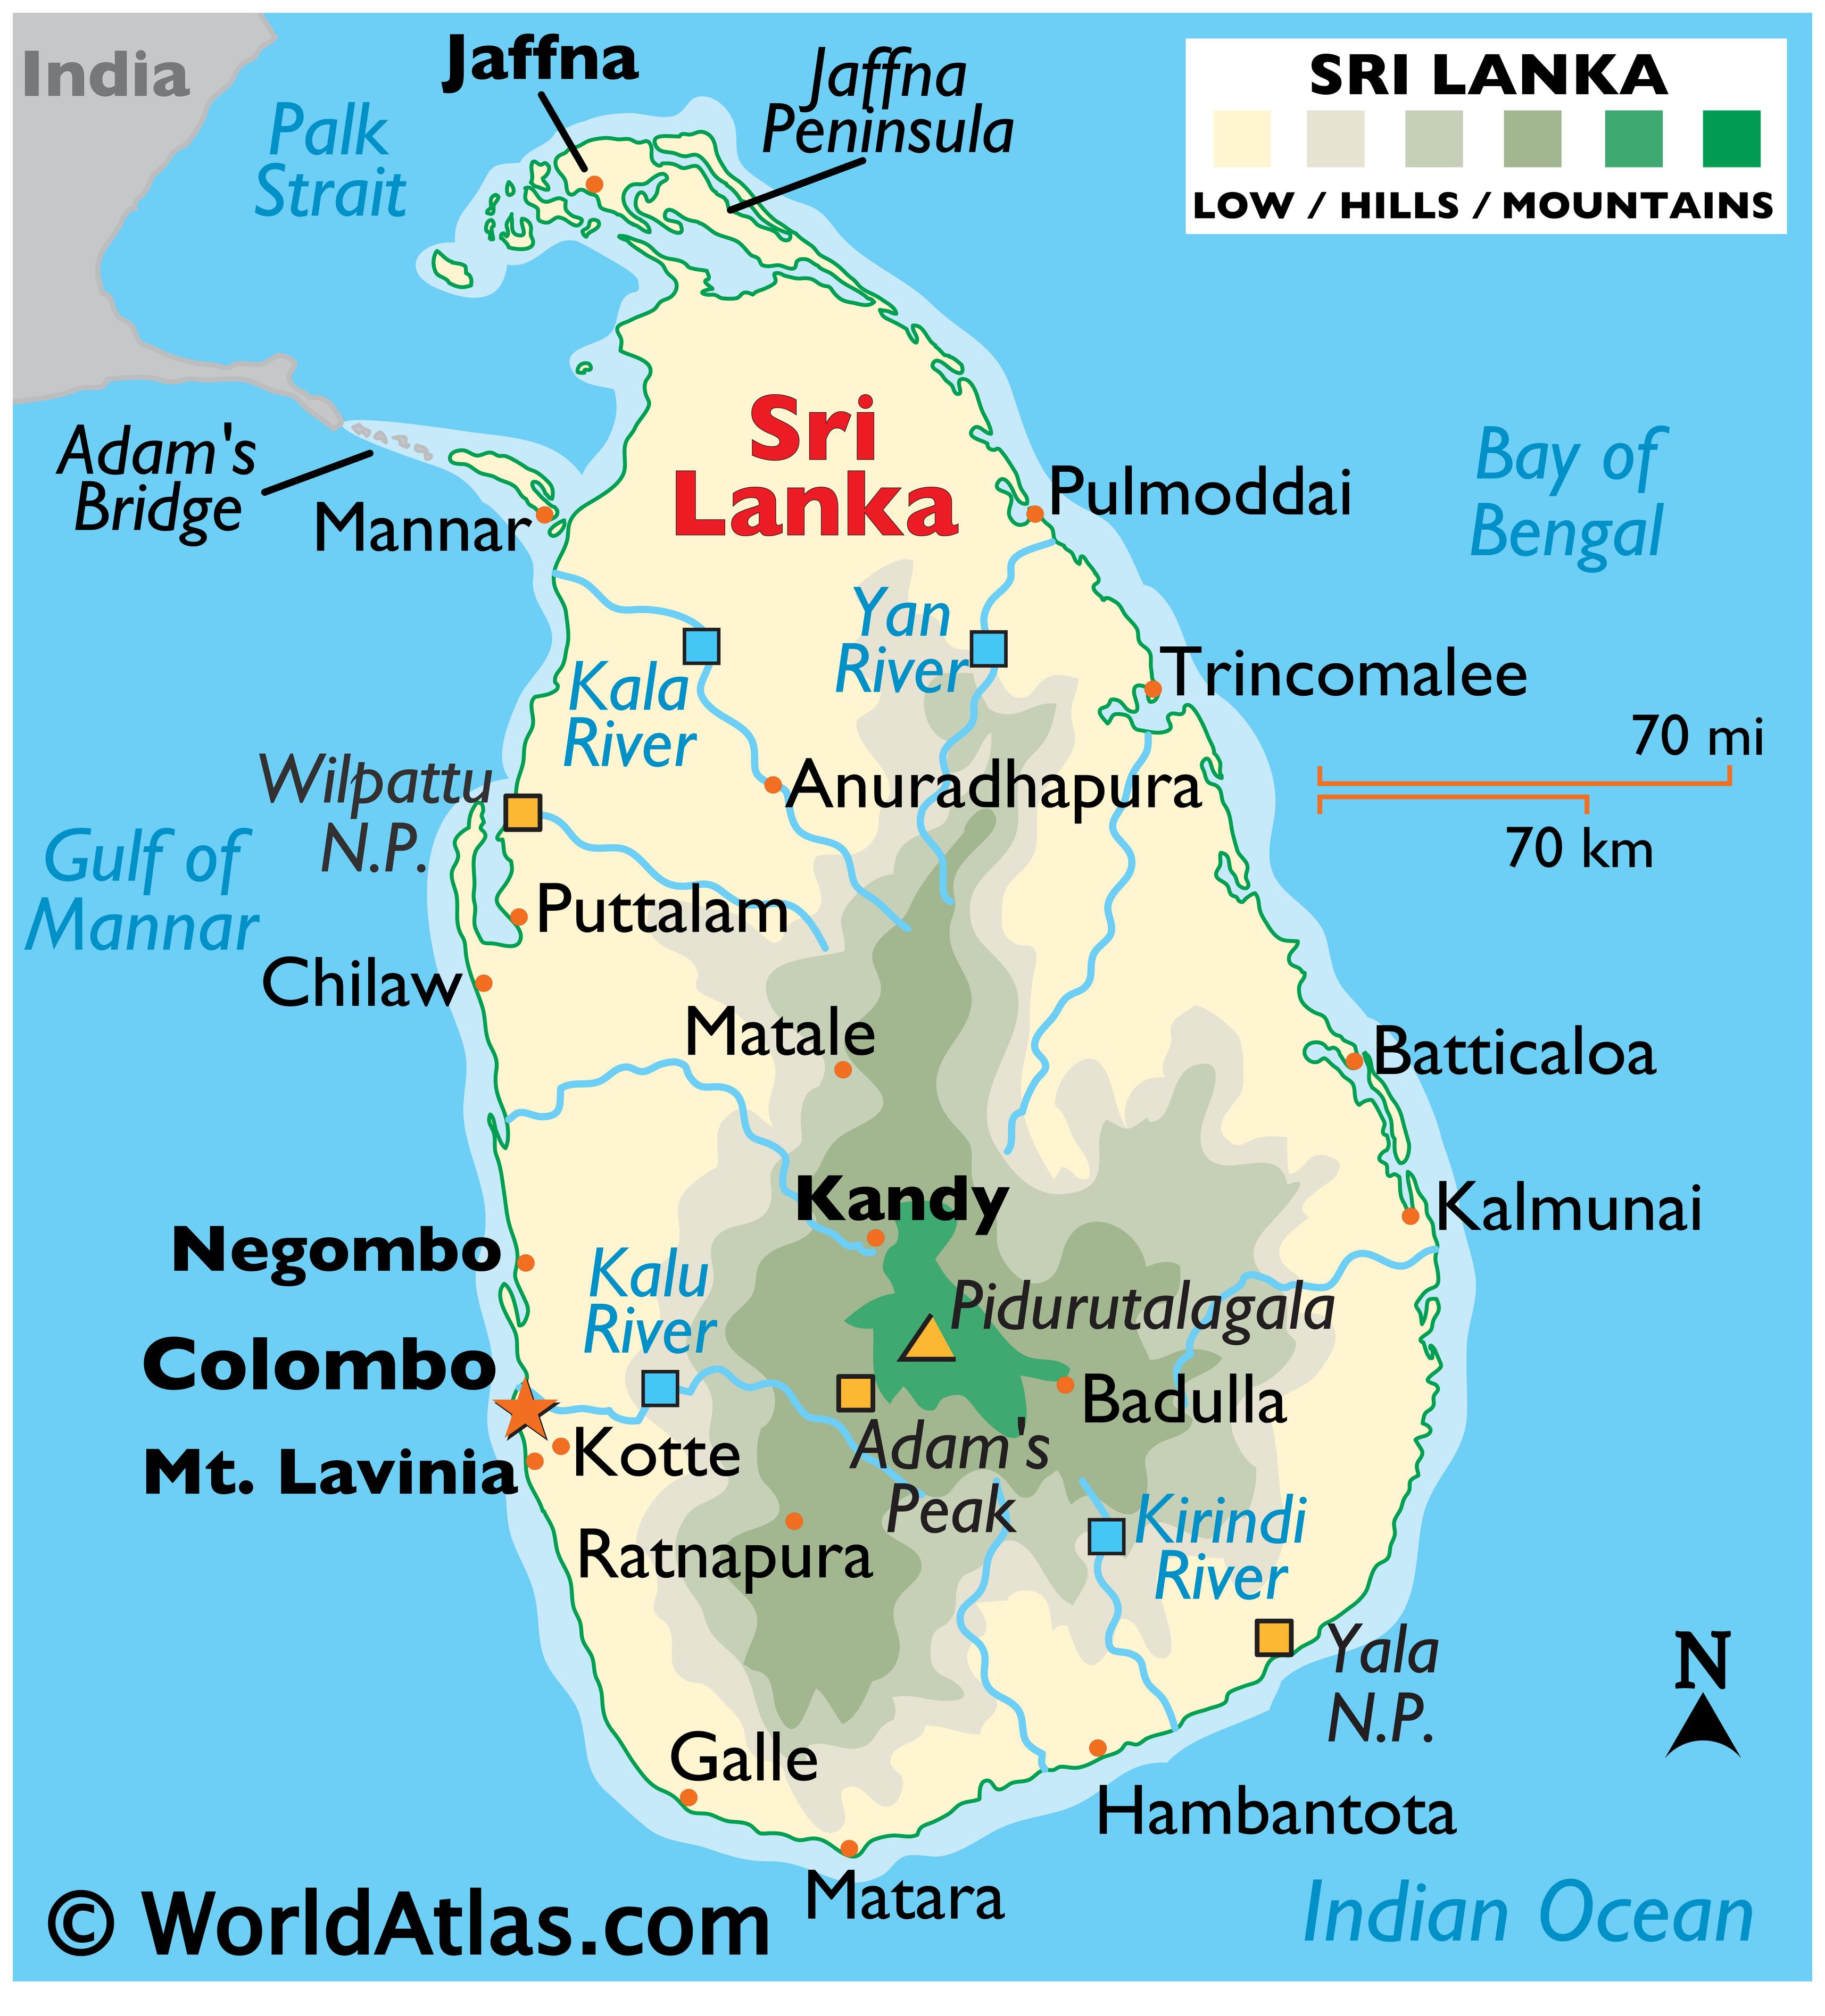 India
Jaffna
Jaffna
Peninsula
SRI LANKA
LOW / HILLS / MOUNTAINS
Palk
Strait
Adam's
Bridge
Mannar
Sri
Lanka
Pulmoddai
Bay of
Bengal
Yan
River
Kala
River
Trincomalee
70 mi
70 km
Wilpattu
N.P.
Anuradhapura
Gulf of
Mannar
Puttalam
Chilaw
Matale
Batticaloa
Kandy
Kalmunai
Negombo
Kalu
River
Pidurutalagala
Colombo
Badulla
Adam's
Peak
Kotte
Mt. Lavinia
Ratnapura
Kirindi
River
Yala
N.P.
N
Galle
Hambantota
Matara
© WorldAtlas.com
Indian Ocean